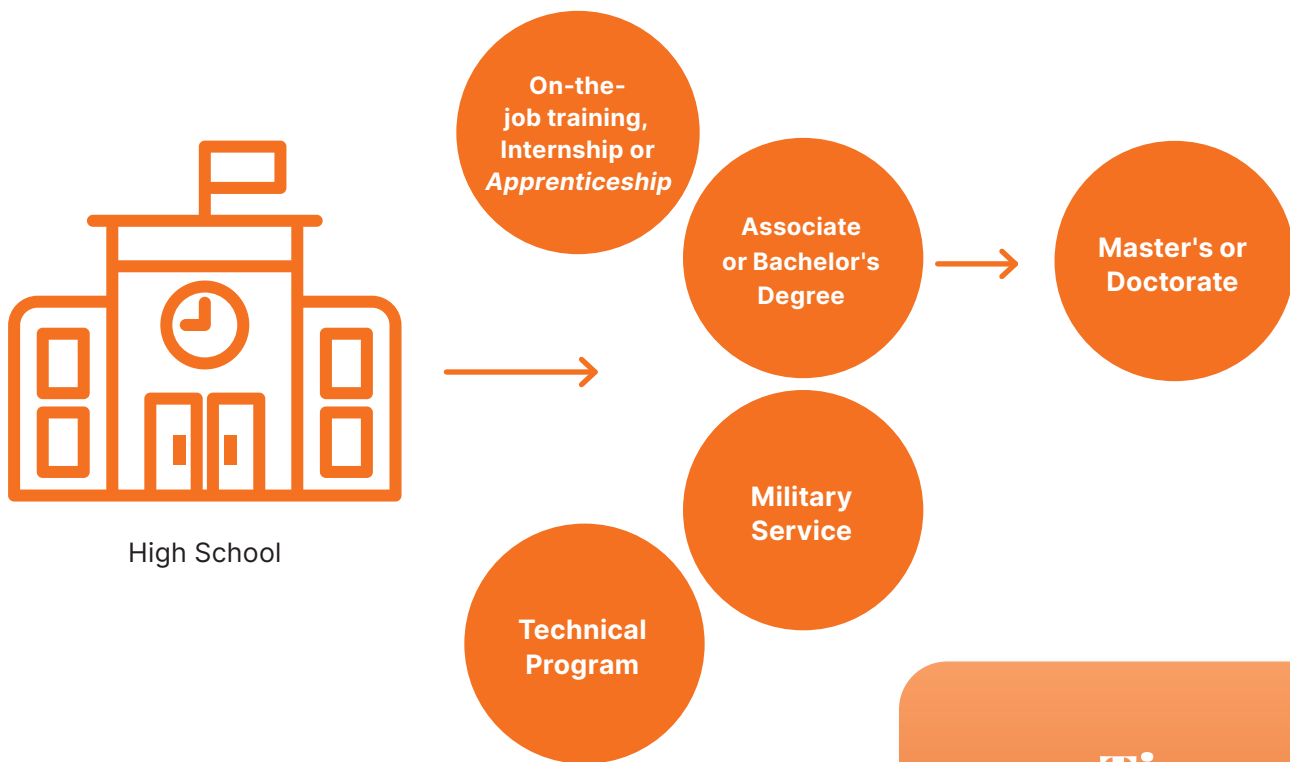 On-the-
job training,
Internship or
Apprenticeship
Associate
or Bachelor's
Degree
Master's or
Doctorate
Military
Service
High School
Technical
Program